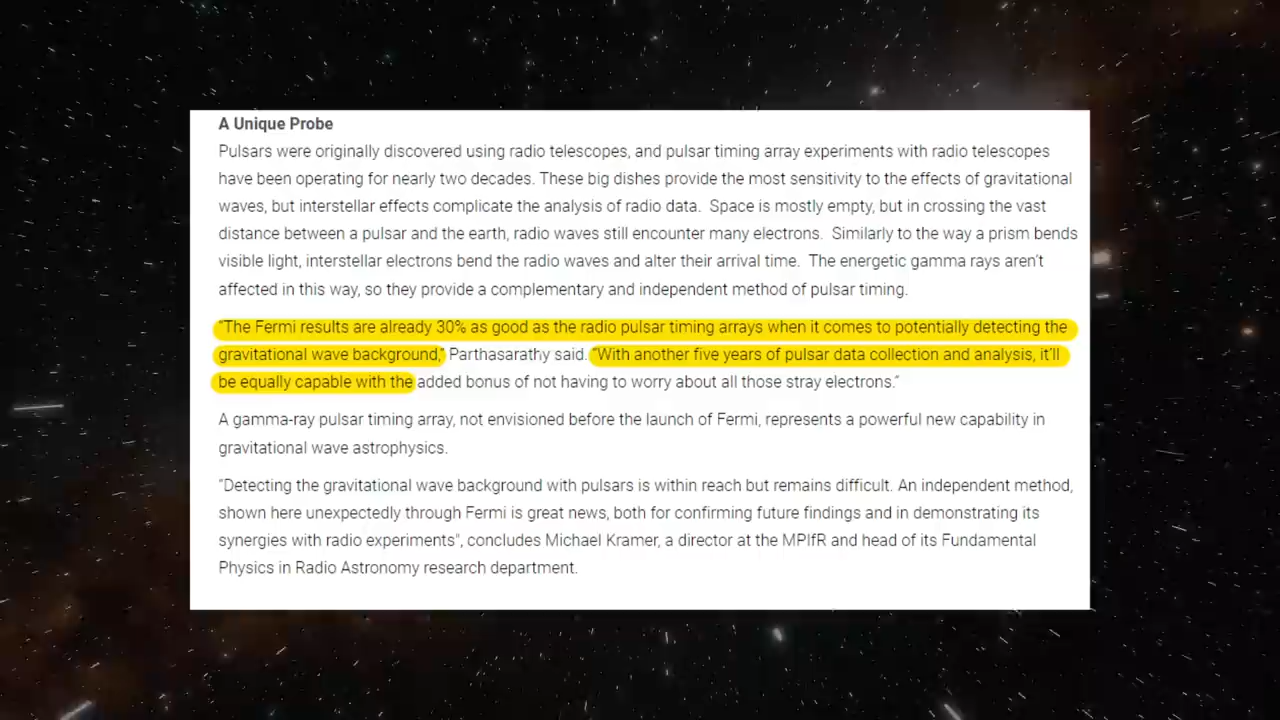 A Unique Probe
Pulsars were originally discovered using radio telescopes, and pulsar timing array experiments with radio telescopes
have been operating for nearly two decades. These big dishes provide the most sensitivity to the effects of gravitational
waves, but interstellar effects complicate the analysis of radio data.  Space is mostly empty, but in crossing the vast
distance between a pulsar and the earth, radio waves still encounter many electrons.  Similarly to the way a prism bends
visible light, interstellar electrons bend the radio waves and alter their arrival time.  The energetic gamma rays aren't
affected in this way, so they provide a complementary and independent method of pulsar timing.
“The Fermi results are already 30% as good as the radio pulsar timing arrays when it comes to potentially detecting the
gravitational wave background,” Parthasarathy said. “With another five years of pulsar data collection and analysis, it'll
be equally capable with the added bonus of not having to worry about all those stray electrons.”
A gamma-ray pulsar timing array, not envisioned before the launch of Fermi, represents a powerful new capability in
gravitational wave astrophysics.
“Detecting the gravitational wave background with pulsars is within reach but remains difficult. An independent method,
shown here unexpectedly through Fermi is great news, both for confirming future findings and in demonstrating its
synergies with radio experiments", concludes Michael Kramer, a director at the MPIfR and head of its Fundamental
Physics in Radio Astronomy research department.